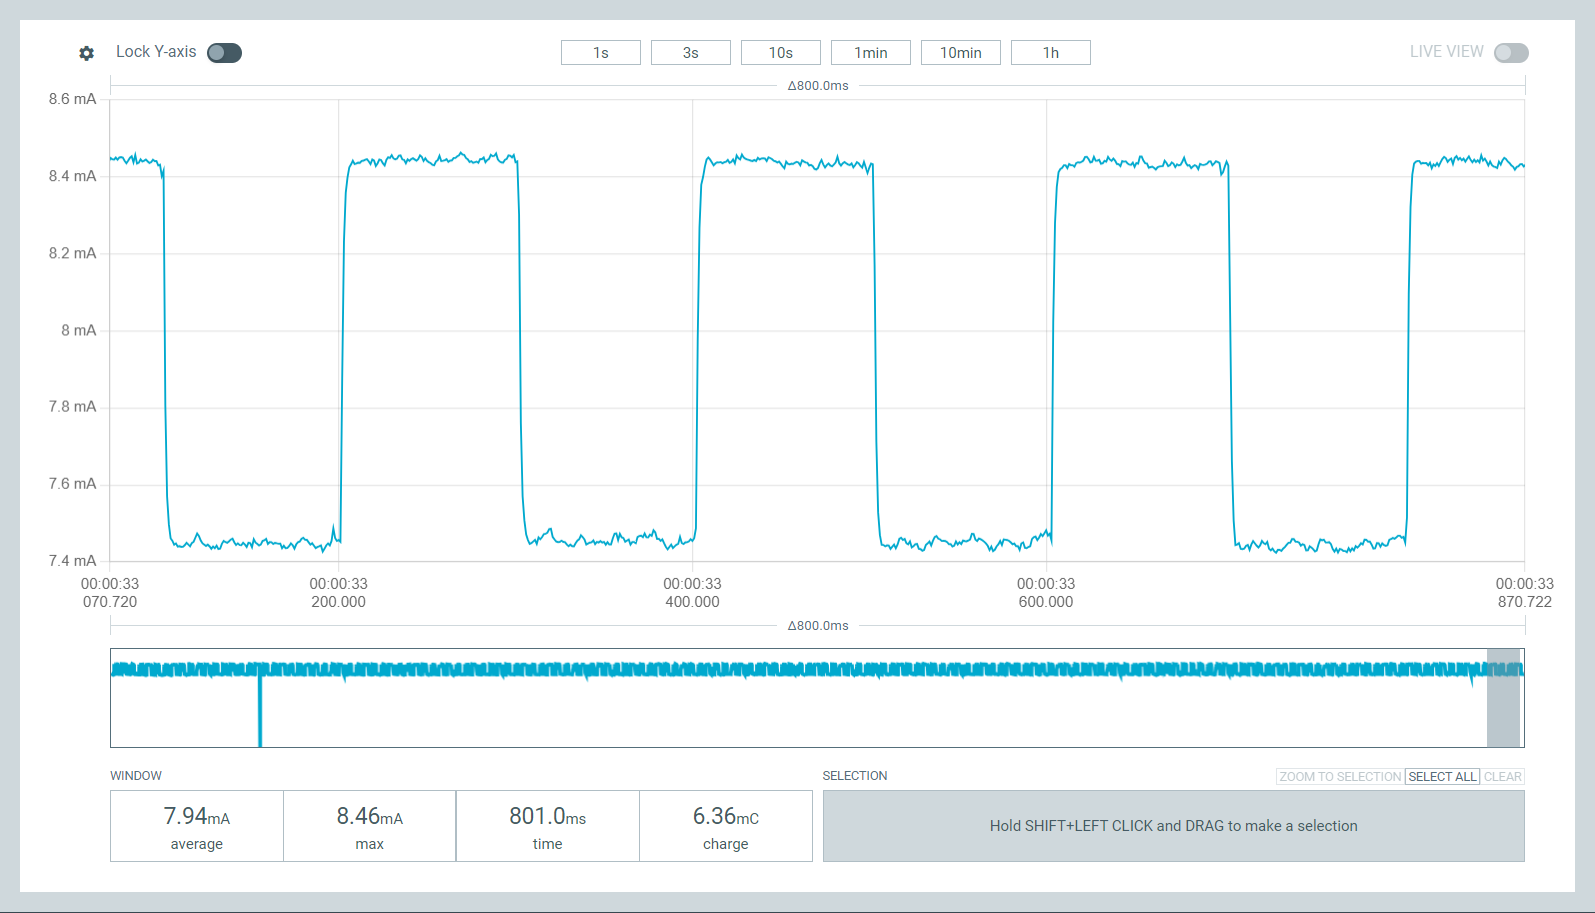 Lock Y-axis
1s
3s
10s
1min
10min
1h
LIVE VIEW
Δ800.0ms
8.6 mA
8.4 mA
8.2 mA
8 mA
7.8 mA
7.6 mA
7.4 mA
00:00:33
070.720
00:00:33
200.000
00:00:33
400.000
00:00:33
600.000
00:00:33
870.722
Δ800.0ms
WINDOW
7.94mA
average
8.46mA
max
801.0ms
time
6.36mC
charge
SELECTION
ZOOM TO SELECTION
SELECT ALL
CLEAR
Hold SHIFT+LEFT CLICK and DRAG to make a selection